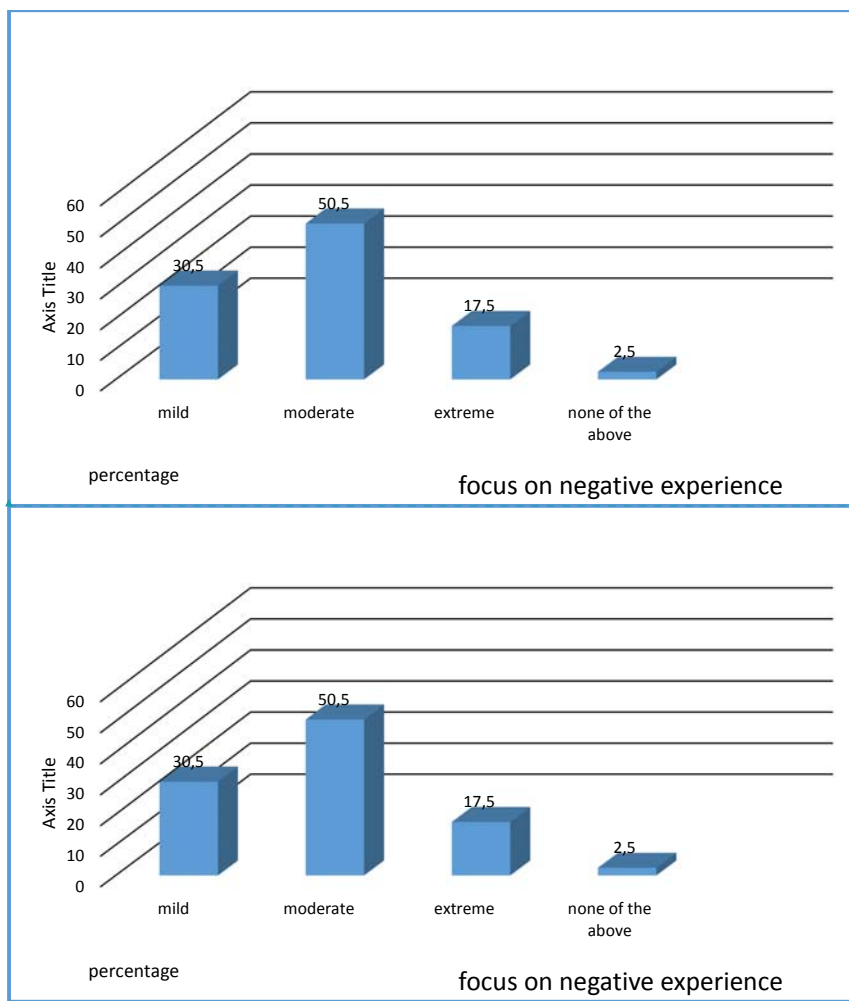 60
50
40
30
20
10
0
Axis Title
30,5
50,5
17,5
2,5
mild
moderate
extreme
none of the
above
percentage
focus on negative experience
60
50
40
30
20
10
0
Axis Title
30,5
50,5
17,5
2,5
mild
moderate
extreme
none of the
above
percentage
focus on negative experience